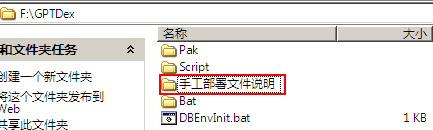 F:\GPTDex
和文件夹任务
创建一个新文件夹
将这个文件夹发布到
Web
共享此文件夹
名称 大小
Pak
Script
手工部署文件说明
Bat
DBEnvInit.bat 1 KB